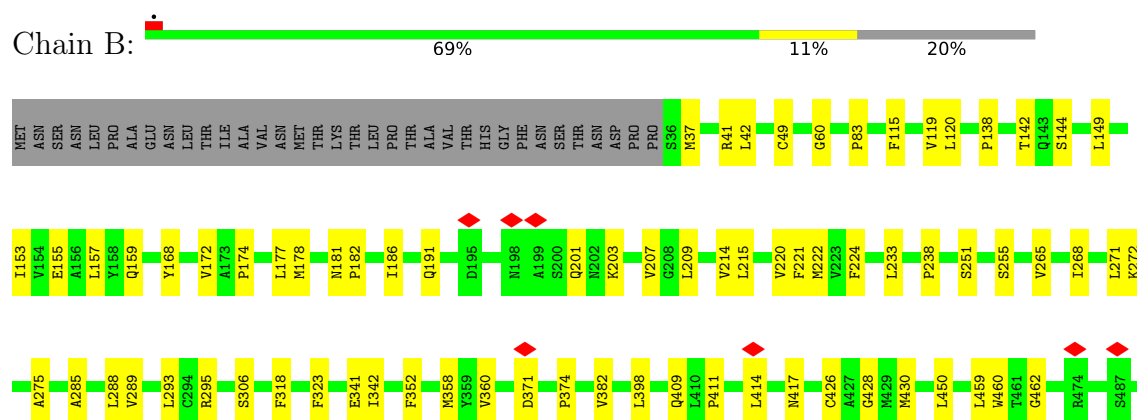 Chain B:
69% 11% 20%
MET ASN SER ASN LEU PRO ALA GLU ASN LEU THR ILE ALA VAL ASN MET THR LYS THR LEU PRO THR ALA VAL THR HIS GLY PHE ASN SER THR ASN ASP PRO PRO S36 M37 R41 L42 C49 G60 P83 F115 V119 L120 P138 T142 Q143 S144 L149
I153 V154 E155 A156 L157 Y158 Q159 Y168 V172 A173 P174 L177 M178 N181 P182 I186 Q191 D195 N198 A199 S200 Q201 N202 K203 V207 G208 L209 V214 L215 V220 F221 M222 V223 F224 L233 P238 S251 S255 V265 I268 L271 K272
A275 A285 L288 V289 L293 C294 R295 S306 F318 F323 E341 I342 F352 M358 Y359 V360 D371 P374 V382 L398 Q409 L410 P411 L414 N417 C426 A427 G428 M429 M430 L450 L459 W460 T461 G462 R474 S487